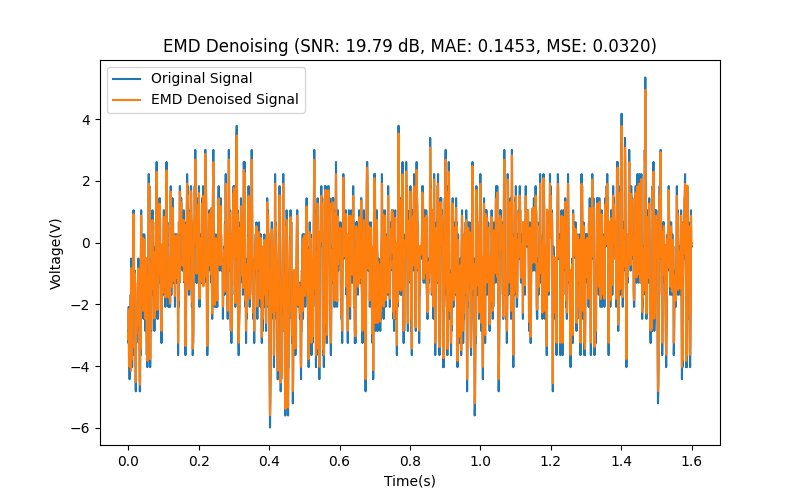 EMD Denoising (SNR: 19.79 dB, MAE: 0.1453, MSE: 0.0320)
Original Signal
EMD Denoised Signal
Voltage(V)
4
2
0
−2
−4
−6
0.0 0.2 0.4 0.6 0.8 1.0 1.2 1.4 1.6
Time(s)